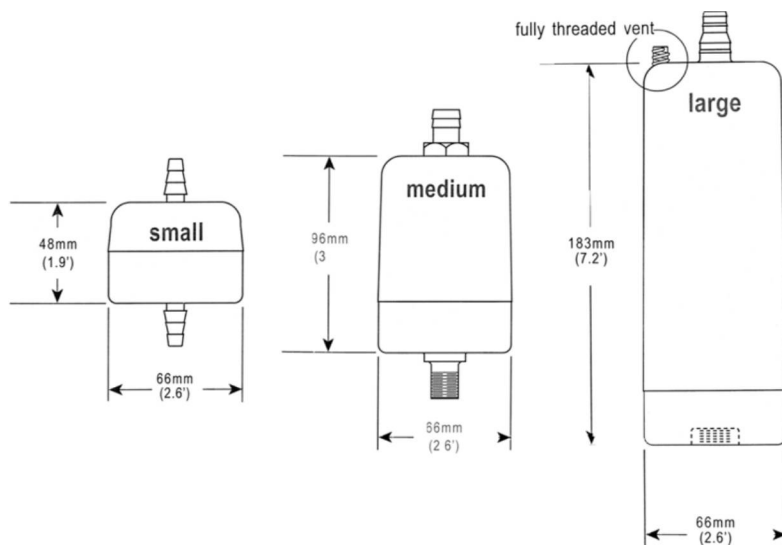 fully threaded vent
large
medium
small
48mm
(1.9')
96mm
(3
183mm
(7.2')
66mm
(2.6')
66mm
(2 6')
66mm
(2.6')